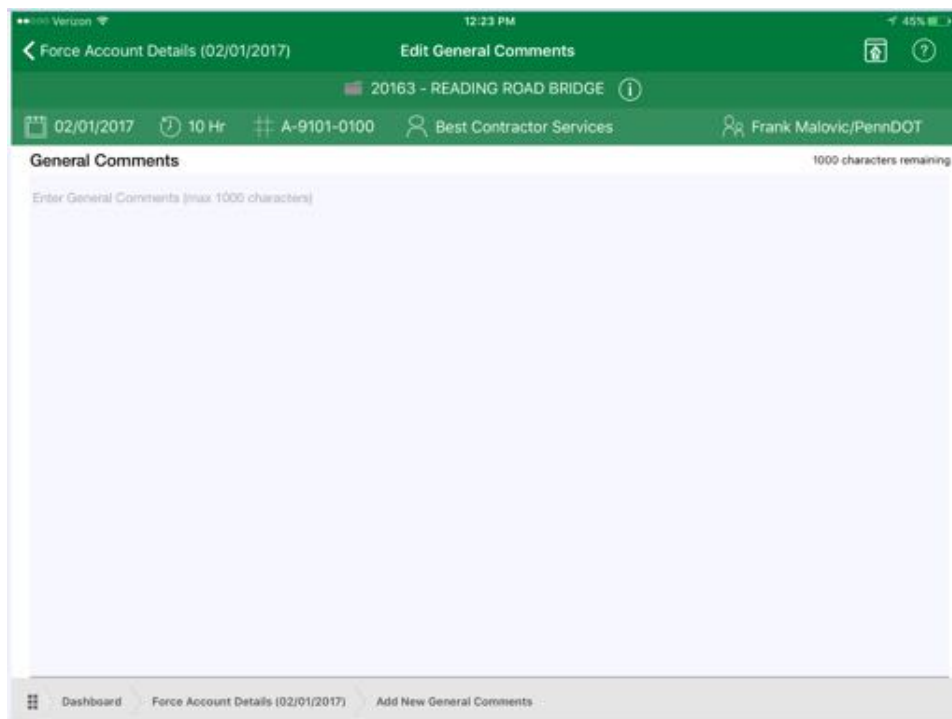 Verizon 12:23 PM 45%
Force Account Details (02/01/2017) Edit General Comments ?
20163 - READING ROAD BRIDGE i
02/01/2017 10 Hr A-9101-0100 Best Contractor Services Frank Malovic/PennDOT
General Comments 1000 characters remaining
Enter General Comments (max 1000 characters)
Dashboard Force Account Details (02/01/2017) Add New General Comments